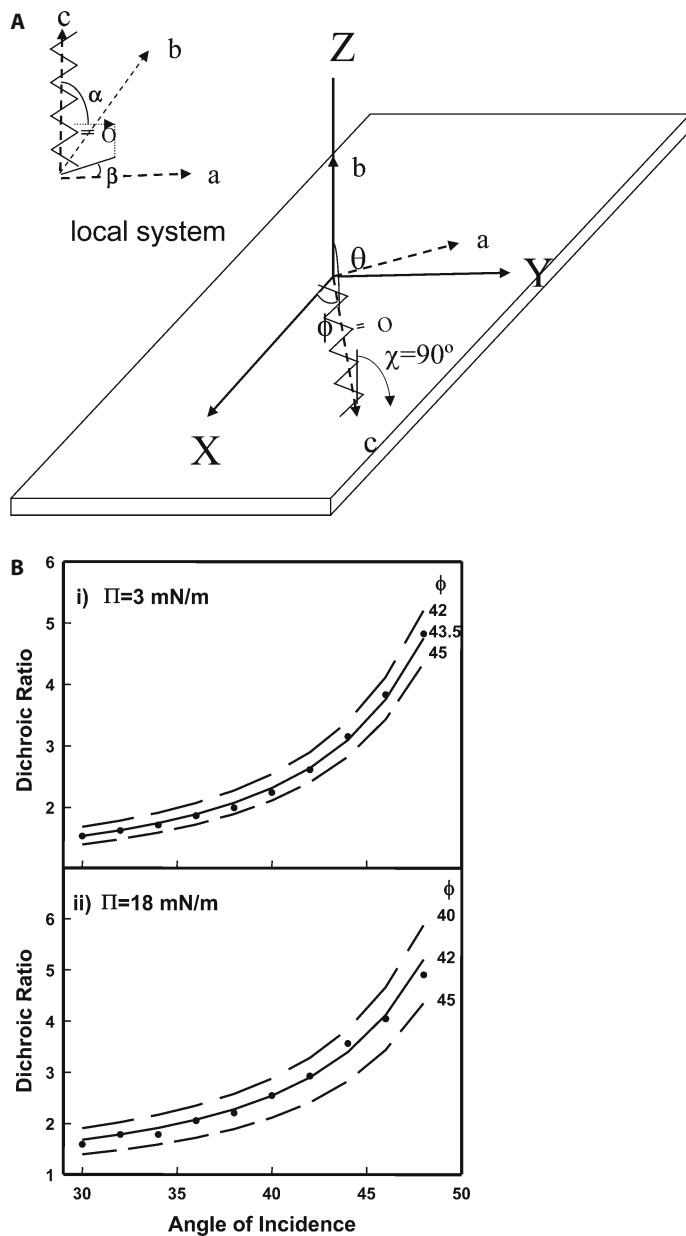 A
c
b
α
= O
β
a
local system
Z
b
θ
a
Y
ϕ
= O
χ=90°
X
c
B
6
5
4
3
2
Dichroic Ratio
i) Π=3 mN/m
ϕ
42
43.5
45
6
5
4
3
2
1
Dichroic Ratio
ii) Π=18 mN/m
ϕ
40
42
45
30 35 40 45 50
Angle of Incidence